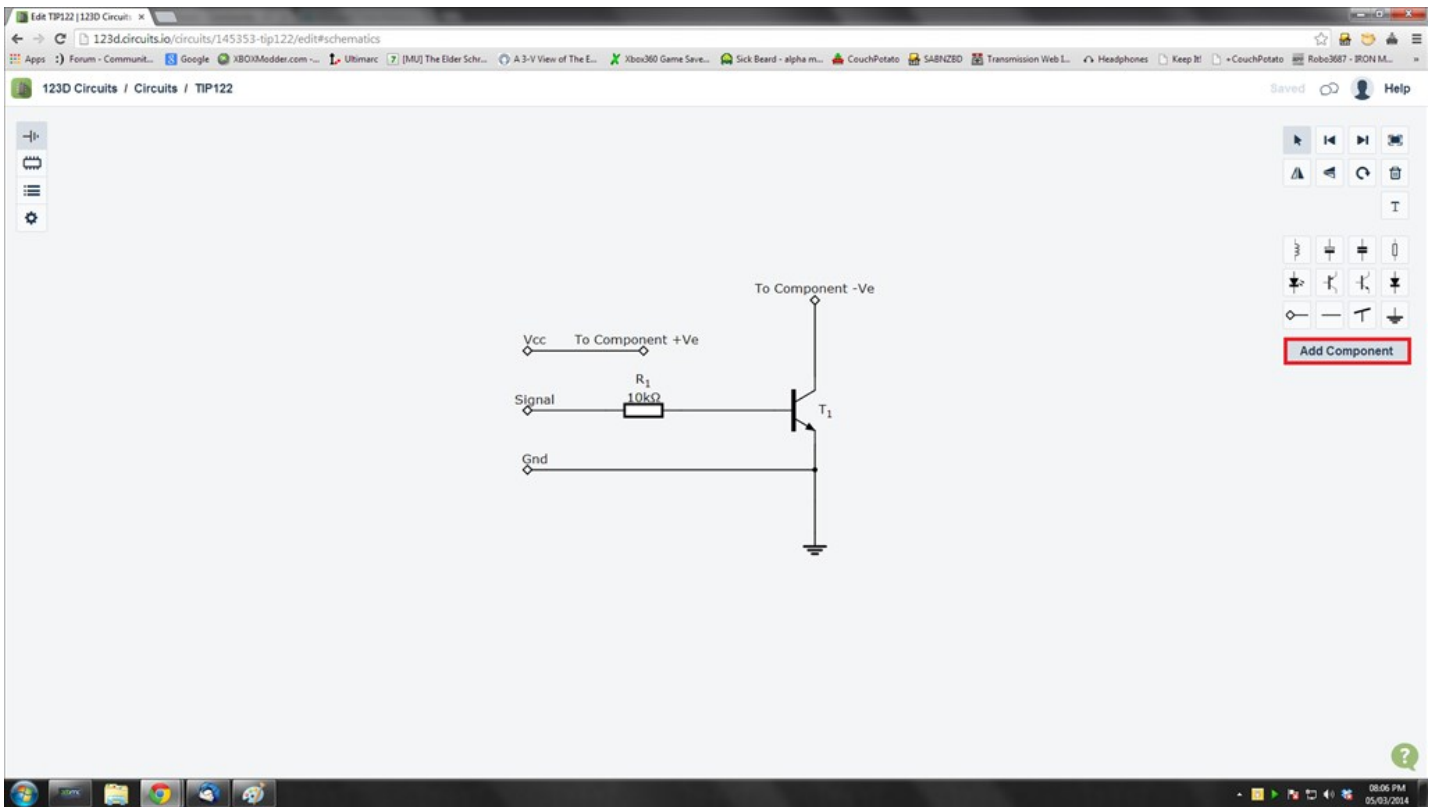 Edit TIP122 | 123D Circuit:
123d.circuits.io/circuits/145353-tip122/edit#schematics
Apps :) Forum - Communit... Google XBOXModder.com -... Ultimarc [MU] The Elder Schr... A 3-V View of The E... Xbox360 Game Save... Sick Beard - alpha m... CouchPotato SABNZBD Transmission Web I... Headphones Keep It! +CouchPotato Robo3687 - IRON M... »
123D Circuits / Circuits / TIP122 Saved Help
T
To Component -Ve
Vcc To Component +Ve
Add Component
R1
10kΩ
Signal
T1
Gnd
?
08:06 PM
05/03/2014